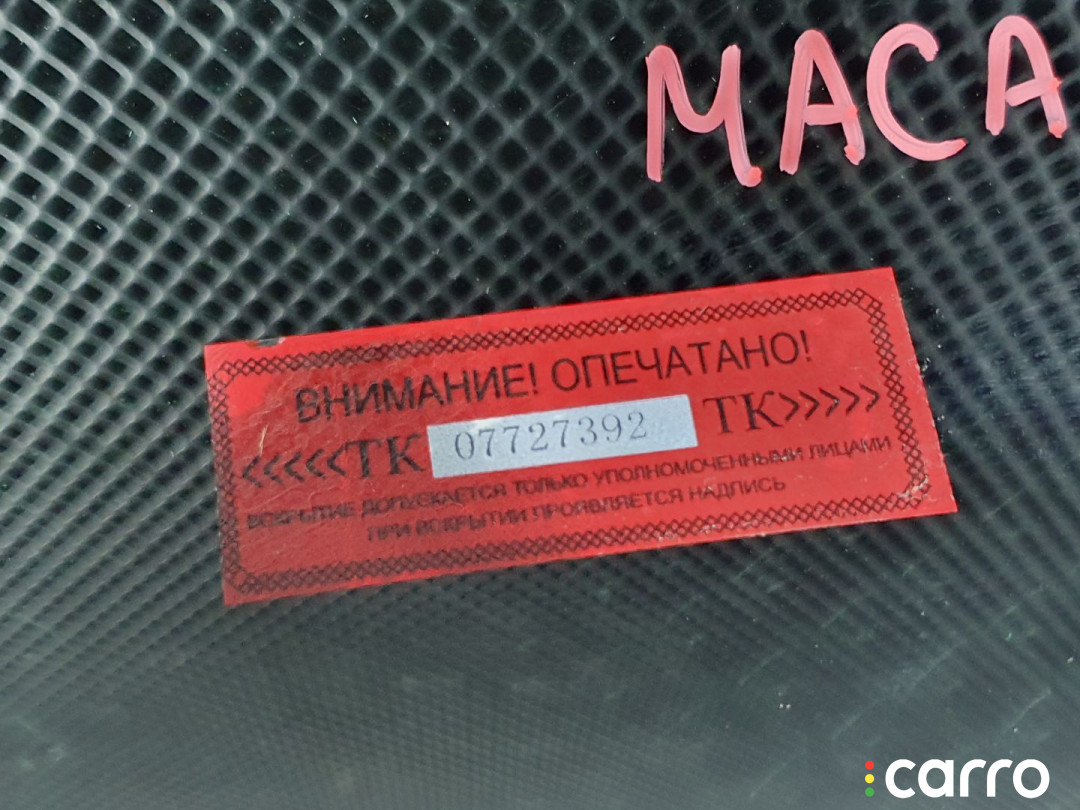 МАСА
ВНИМАНИЕ! ОПЕЧАТАНО!
<<<<<ТК 07727392 ТК>>>>>
ВСКРЫТИЕ ДОПУСКАЕТСЯ ТОЛЬКО УПОЛНОМОЧЕННЫМИ ЛИЦАМИ
ПРИ ВСКРЫТИИ ПРОЯВЛЯЕТСЯ НАДПИСЬ
carro